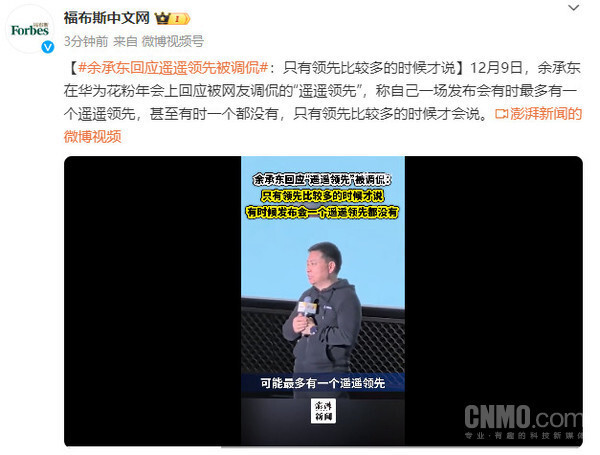 福布斯
Forbes
福布斯中文网
3分钟前 来自 微博视频号
【#余承东回应遥遥领先被调侃#：只有领先比较多的时候才说】12月9日，余承东
在华为花粉年会上回应被网友调侃的“遥遥领先”，称自己一场发布会有时最多有一
个遥遥领先，甚至有时一个都没有，只有领先比较多的时候才会说。澎湃新闻的
微博视频
余承东回应“遥遥领先”被调侃：
只有领先比较多的时候才说
有时候发布会一个遥遥领先都没有
可能最多有一个遥遥领先
澎湃
新闻
CNMO.com
专业·有趣的科技新媒体